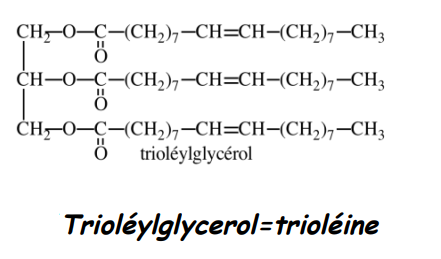 CH₂–O–C–(CH₂)₇–CH=CH–(CH₂)₇–CH₃
O
CH–O–C–(CH₂)₇–CH=CH–(CH₂)₇–CH₃
O
CH₂–O–C–(CH₂)₇–CH=CH–(CH₂)₇–CH₃
O trioléylglycérol
Trioléylglycerol=trioléine